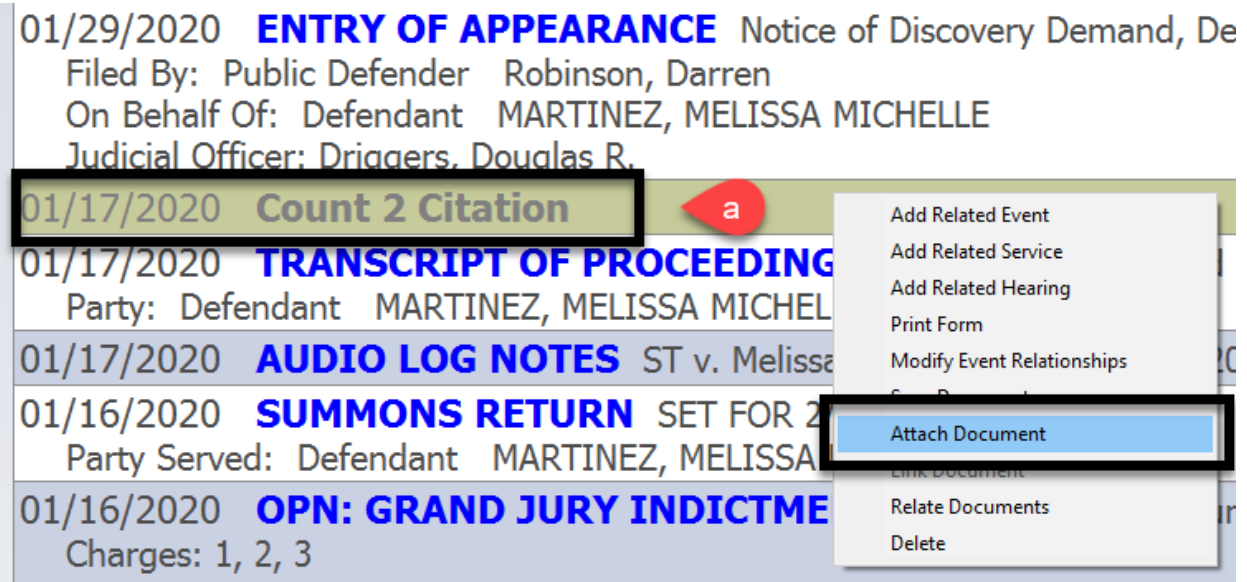 01/29/2020 ENTRY OF APPEARANCE Notice of Discovery Demand, De
Filed By: Public Defender Robinson, Darren
On Behalf Of: Defendant MARTINEZ, MELISSA MICHELLE
Judicial Officer: Driggers, Douglas R.
01/17/2020 Count 2 Citation
a
01/17/2020 TRANSCRIPT OF PROCEEDING
Party: Defendant MARTINEZ, MELISSA MICHEL
01/17/2020 AUDIO LOG NOTES ST v. Melissa
01/16/2020 SUMMONS RETURN SET FOR 2
Party Served: Defendant MARTINEZ, MELISSA
01/16/2020 OPN: GRAND JURY INDICTME
Charges: 1, 2, 3
Add Related Event
Add Related Service
Add Related Hearing
Print Form
Modify Event Relationships
Attach Document
Link Document
Relate Documents
Delete